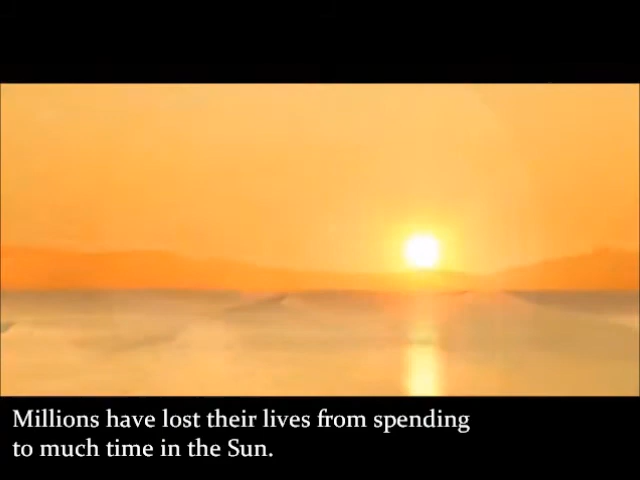 Millions have lost their lives from spending
to much time in the Sun.